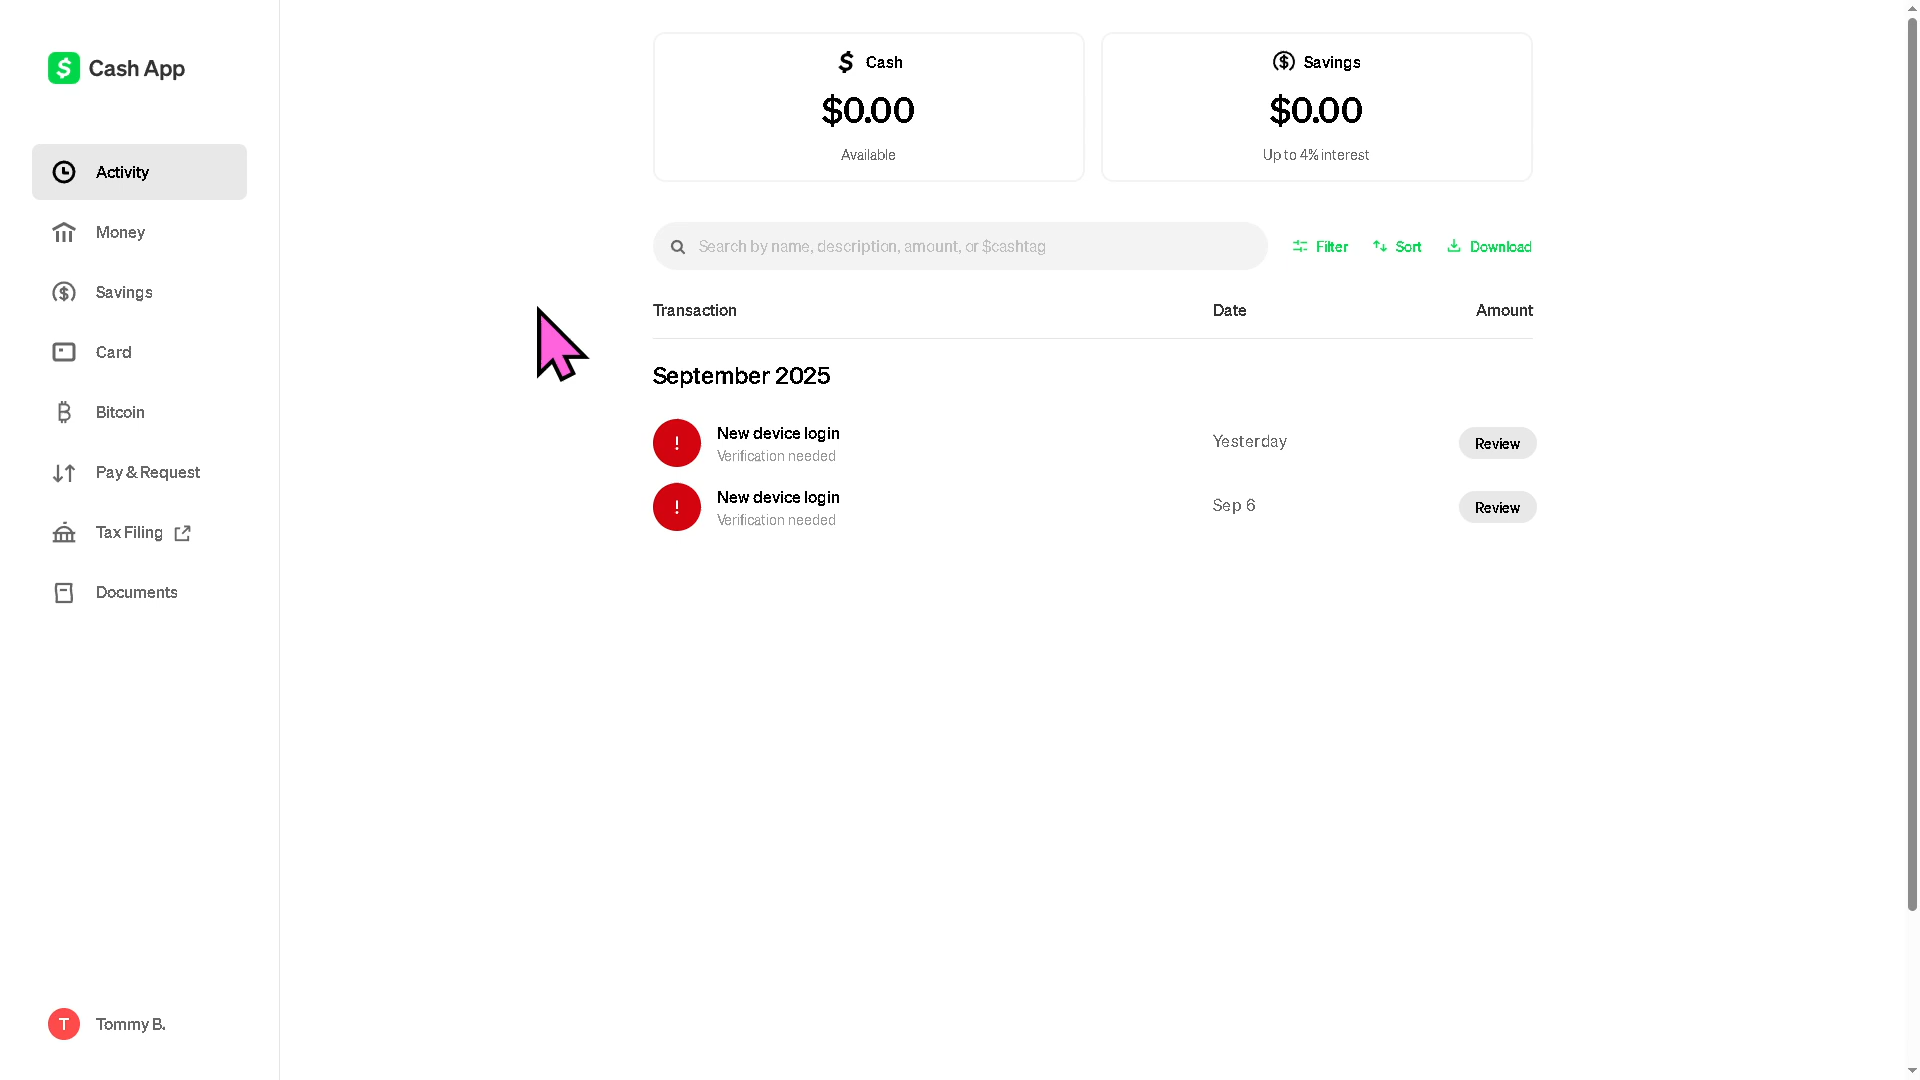 Cash App
Activity
Money
Savings
Card
Bitcoin
Pay & Request
Tax Filing
Documents
T Tommy B.
$ Cash
$0.00
Available
Savings
$0.00
Up to 4% interest
Search by name, description, amount, or $cashtag
Filter Sort Download
Transaction Date Amount
September 2025
! New device login Yesterday Review
Verification needed
! New device login Sep 6 Review
Verification needed